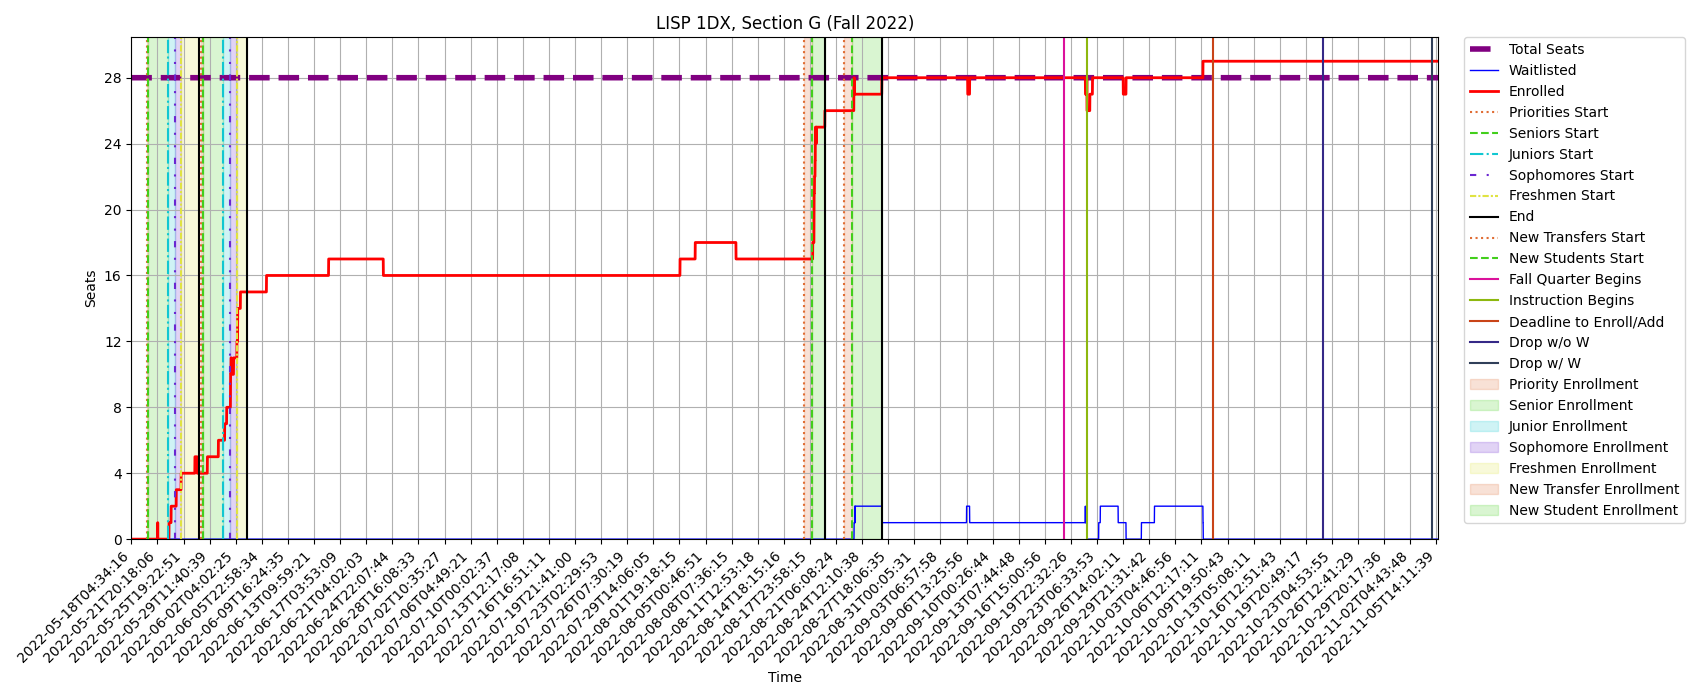 LISP 1DX, Section G (Fall 2022)
Seats
28
24
20
16
12
8
4
0
2022-05-18T04:34:16
2022-05-21T20:18:06
2022-05-25T19:22:51
2022-05-29T11:40:39
2022-06-02T04:02:25
2022-06-05T22:58:34
2022-06-09T16:24:35
2022-06-13T09:59:21
2022-06-17T03:53:09
2022-06-21T04:02:03
2022-06-24T22:07:44
2022-06-28T16:08:33
2022-07-02T10:35:27
2022-07-06T04:49:21
2022-07-10T00:02:37
2022-07-13T12:17:08
2022-07-16T16:51:11
2022-07-19T21:41:00
2022-07-23T02:29:53
2022-07-26T07:30:19
2022-07-29T14:06:05
2022-08-01T19:18:15
2022-08-05T00:46:51
2022-08-08T07:36:15
2022-08-11T12:53:18
2022-08-14T18:15:16
2022-08-17T23:58:15
2022-08-21T06:08:24
2022-08-24T12:10:38
2022-08-27T18:06:35
2022-08-31T00:05:31
2022-09-03T06:57:58
2022-09-06T13:25:56
2022-09-10T00:26:44
2022-09-13T07:44:48
2022-09-16T15:00:56
2022-09-19T22:32:26
2022-09-23T06:33:53
2022-09-26T14:02:11
2022-09-29T21:31:42
2022-10-03T04:46:56
2022-10-06T12:17:11
2022-10-09T19:50:43
2022-10-13T05:08:11
2022-10-16T12:51:43
2022-10-19T20:49:17
2022-10-23T04:53:55
2022-10-26T12:41:29
2022-10-29T20:17:36
2022-11-02T04:43:48
2022-11-05T14:11:39
Time
Total Seats
Waitlisted
Enrolled
Priorities Start
Seniors Start
Juniors Start
Sophomores Start
Freshmen Start
End
New Transfers Start
New Students Start
Fall Quarter Begins
Instruction Begins
Deadline to Enroll/Add
Drop w/o W
Drop w/ W
Priority Enrollment
Senior Enrollment
Junior Enrollment
Sophomore Enrollment
Freshmen Enrollment
New Transfer Enrollment
New Student Enrollment